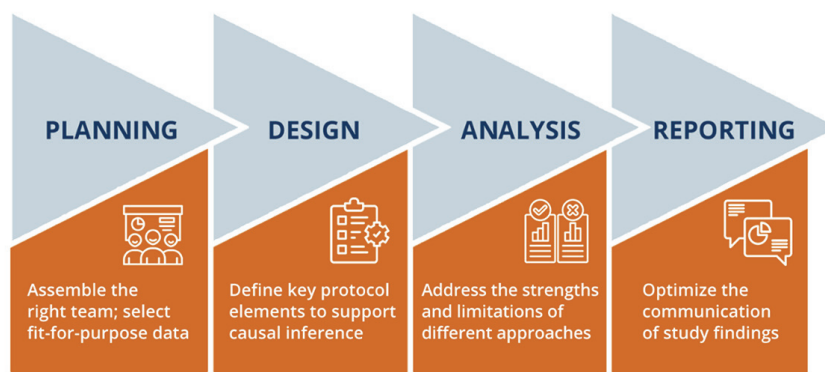 PLANNING
DESIGN
ANALYSIS
REPORTING
Assemble the
right team; select
fit-for-purpose data
Define key protocol
elements to support
causal inference
Address the strengths
and limitations of
different approaches
Optimize the
communication
of study findings